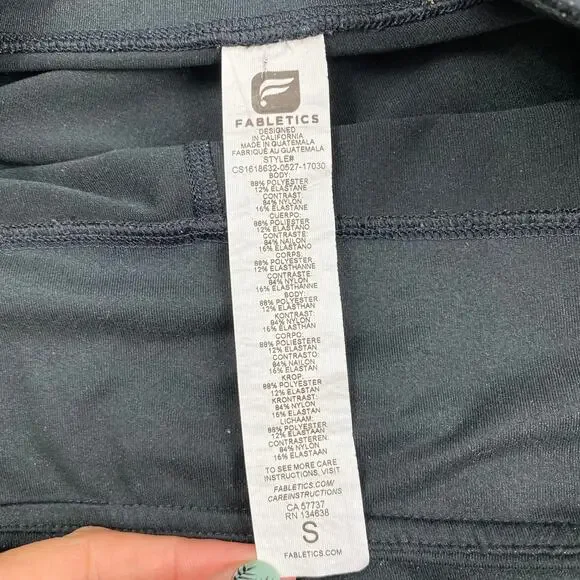 FABLETICS
DESIGNED
IN CALIFORNIA
MADE IN GUATEMALA
FABRIQUÉ AU GUATEMALA
STYLE#
CS1618632-0527-17030
BODY:
88% POLYESTER
12% ELASTANE
CONTRAST:
84% NYLON
16% ELASTANE
CUERPO:
88% POLIESTER
12% ELASTANO
CONTRASTE:
84% NAILON
16% ELASTANO
CORPS:
88% POLYESTER
12% ELASTHANNE
CONTRASTE:
84% NYLON
16% ELASTHANNE
BODY:
88% POLYESTER
12% ELASTHAN
KONTRAST:
84% NYLON
16% ELASTHAN
CORPO:
88% POLIESTERE
12% ELASTAN
CONTRASTO:
84% NAILON
16% ELASTAN
KROP:
88% POLYESTER
12% ELASTAN
KRONTRAST:
84% NYLON
16% ELASTAN
LICHAAM:
88% POLYESTER
12% ELASTAAN
CONTRASTEREN:
84% NYLON
16% ELASTAAN
TO SEE MORE CARE
INSTRUCTIONS, VISIT
FABLETICS.COM/
CAREINSTRUCTIONS
CA 57737
RN 134638
S
FABLETICS.COM